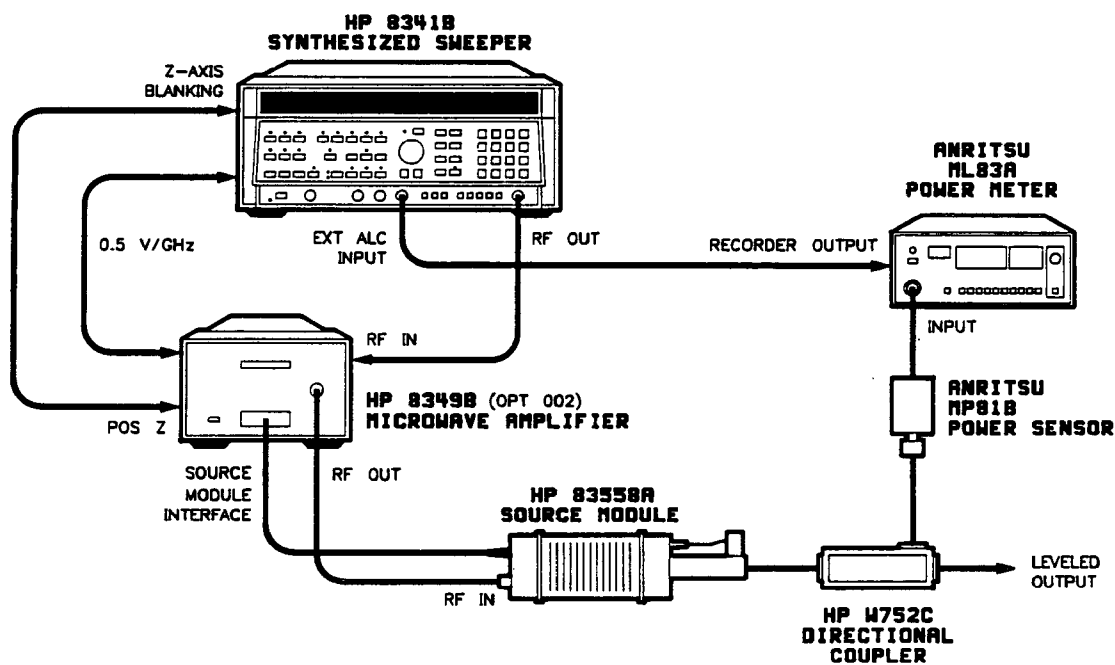 HP 8341B
SYNTHESIZED SWEEPER
Z-AXIS
BLANKING
0.5 V/GHz
EXT ALC
INPUT
RF OUT
RECORDER OUTPUT
ANRITSU
ML83A
POWER METER
INPUT
RF IN
HP 8349B (OPT 002)
MICROWAVE AMPLIFIER
POS Z
ANRITSU
MP81B
POWER SENSOR
SOURCE
MODULE
INTERFACE
RF OUT
HP 83558A
SOURCE MODULE
RF IN
LEVELED
OUTPUT
HP W752C
DIRECTIONAL
COUPLER